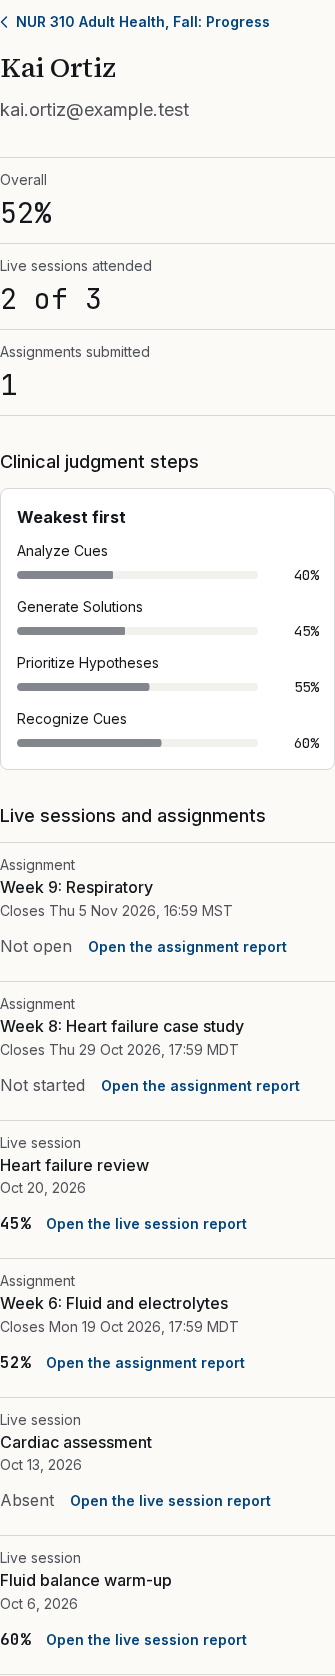 NUR 310 Adult Health, Fall: Progress
Kai Ortiz
kai.ortiz@example.test
Overall
52%
Live sessions attended
2 of 3
Assignments submitted
1
Clinical judgment steps
Weakest first
Analyze Cues
40%
Generate Solutions
45%
Prioritize Hypotheses
55%
Recognize Cues
60%
Live sessions and assignments
Assignment
Week 9: Respiratory
Closes Thu 5 Nov 2026, 16:59 MST
Not open Open the assignment report
Assignment
Week 8: Heart failure case study
Closes Thu 29 Oct 2026, 17:59 MDT
Not started Open the assignment report
Live session
Heart failure review
Oct 20, 2026
45% Open the live session report
Assignment
Week 6: Fluid and electrolytes
Closes Mon 19 Oct 2026, 17:59 MDT
52% Open the assignment report
Live session
Cardiac assessment
Oct 13, 2026
Absent Open the live session report
Live session
Fluid balance warm-up
Oct 6, 2026
60% Open the live session report